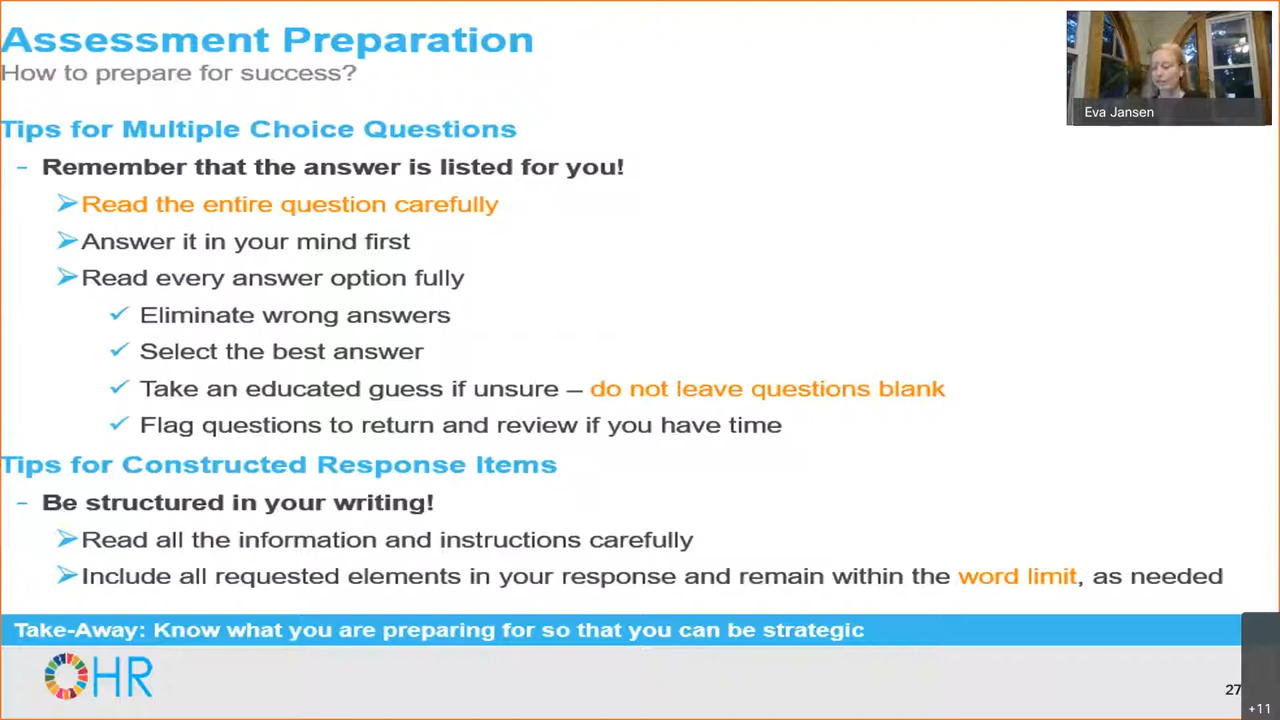 Assessment Preparation
How to prepare for success?
Eva Jansen
Tips for Multiple Choice Questions
- Remember that the answer is listed for you!
➢Read the entire question carefully
➢Answer it in your mind first
➢Read every answer option fully
✓ Eliminate wrong answers
✓ Select the best answer
✓ Take an educated guess if unsure – do not leave questions blank
✓ Flag questions to return and review if you have time
Tips for Constructed Response Items
- Be structured in your writing!
➢Read all the information and instructions carefully
➢Include all requested elements in your response and remain within the word limit, as needed
Take-Away: Know what you are preparing for so that you can be strategic
OHR
27
+11